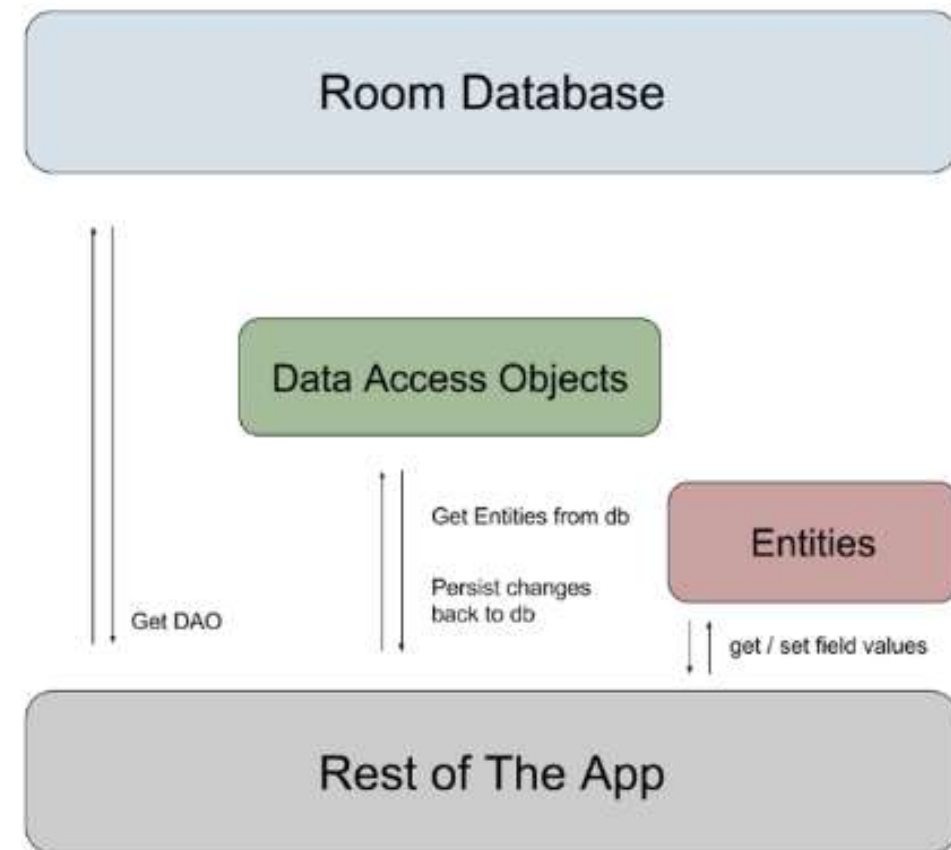 Room Database
Data Access Objects
Get Entities from db
Entities
Persist changes
back to db
Get DAO
get / set field values
Rest of The App